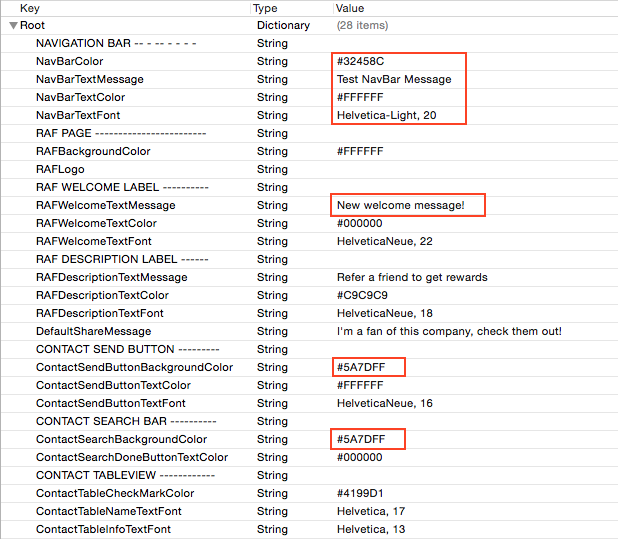 Key Type Value
Root Dictionary (28 items)
NAVIGATION BAR -- - -- - - - - String
NavBarColor String #32458C
NavBarTextMessage String Test NavBar Message
NavBarTextColor String #FFFFFF
NavBarTextFont String Helvetica-Light, 20
RAF PAGE ------------------------ String
RAFBackgroundColor String #FFFFFF
RAFLogo String
RAF WELCOME LABEL ---------- String
RAFWelcomeTextMessage String New welcome message!
RAFWelcomeTextColor String #000000
RAFWelcomeTextFont String HelveticaNeue, 22
RAF DESCRIPTION LABEL ------ String
RAFDescriptionTextMessage String Refer a friend to get rewards
RAFDescriptionTextColor String #C9C9C9
RAFDescriptionTextFont String HelveticaNeue, 18
DefaultShareMessage String I'm a fan of this company, check them out!
CONTACT SEND BUTTON --------- String
ContactSendButtonBackgroundColor String #5A7DFF
ContactSendButtonTextColor String #FFFFFF
ContactSendButtonTextFont String HelveticaNeue, 16
CONTACT SEARCH BAR ---------- String
ContactSearchBackgroundColor String #5A7DFF
ContactSearchDoneButtonTextColor String #000000
CONTACT TABLEVIEW ------------ String
ContactTableCheckMarkColor String #4199D1
ContactTableNameTextFont String Helvetica, 17
ContactTableInfoTextFont String Helvetica, 13